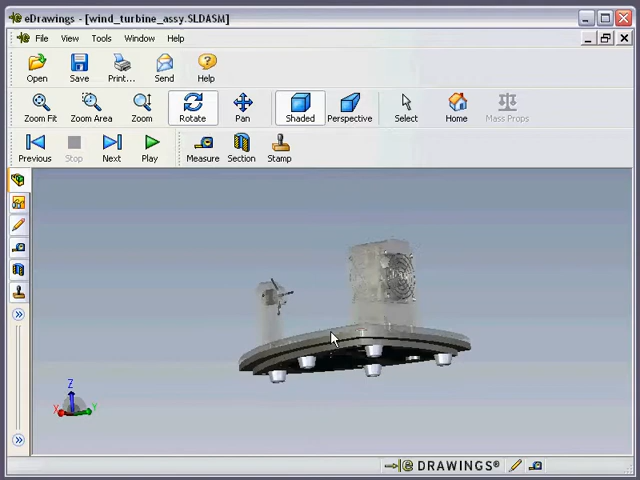 eDrawings - [wind_turbine_assy.SLDASM]
File View Tools Window Help
Open Save Print... Send Help
Zoom Fit Zoom Area Zoom Rotate Pan Shaded Perspective Select Home Mass Props
Previous Stop Next Play Measure Section Stamp
Z
Y
e DRAWINGS®